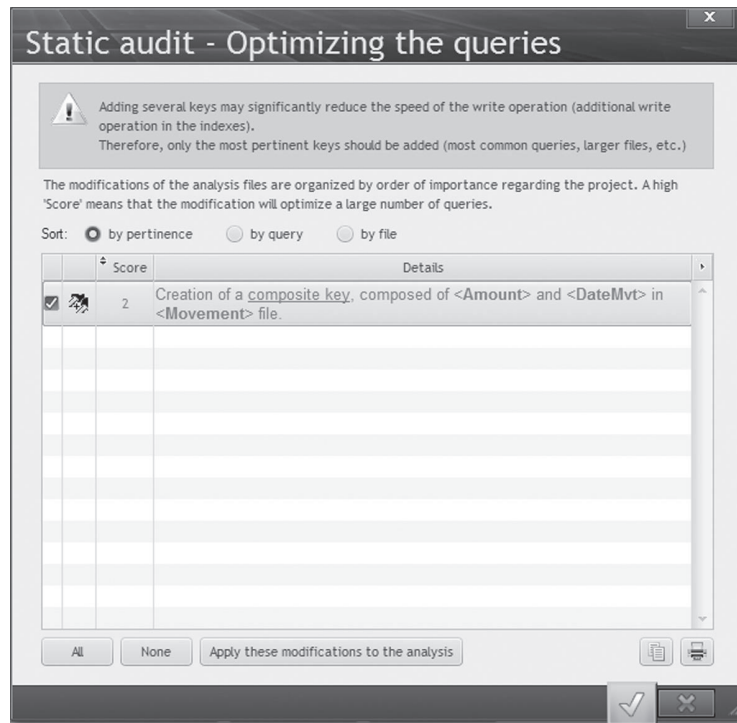 X
Static audit - Optimizing the queries
Adding several keys may significantly reduce the speed of the write operation (additional write
operation in the indexes).
Therefore, only the most pertinent keys should be added (most common queries, larger files, etc.)
The modifications of the analysis files are organized by order of importance regarding the project. A high
'Score' means that the modification will optimize a large number of queries.
Sort: by pertinence by query by file
Score Details
2 Creation of a composite key, composed of <Amount> and <DateMvt> in
<Movement> file.
All None Apply these modifications to the analysis